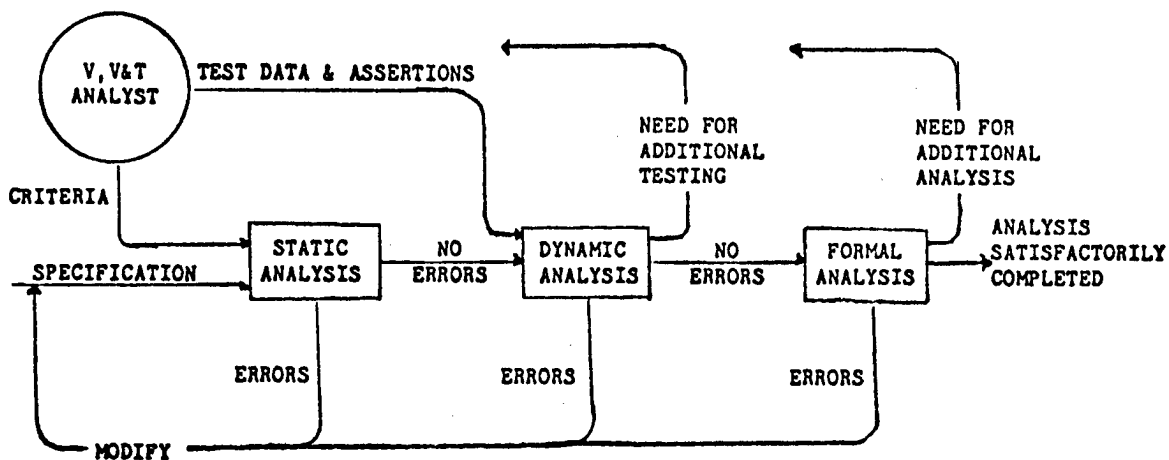 V, V&T
ANALYST
TEST DATA & ASSERTIONS
NEED FOR
ADDITIONAL
TESTING
NEED FOR
ADDITIONAL
ANALYSIS
CRITERIA
SPECIFICATION
STATIC
ANALYSIS
NO
ERRORS
DYNAMIC
ANALYSIS
NO
ERRORS
FORMAL
ANALYSIS
ANALYSIS
SATISFACTORILY
COMPLETED
ERRORS
ERRORS
ERRORS
MODIFY